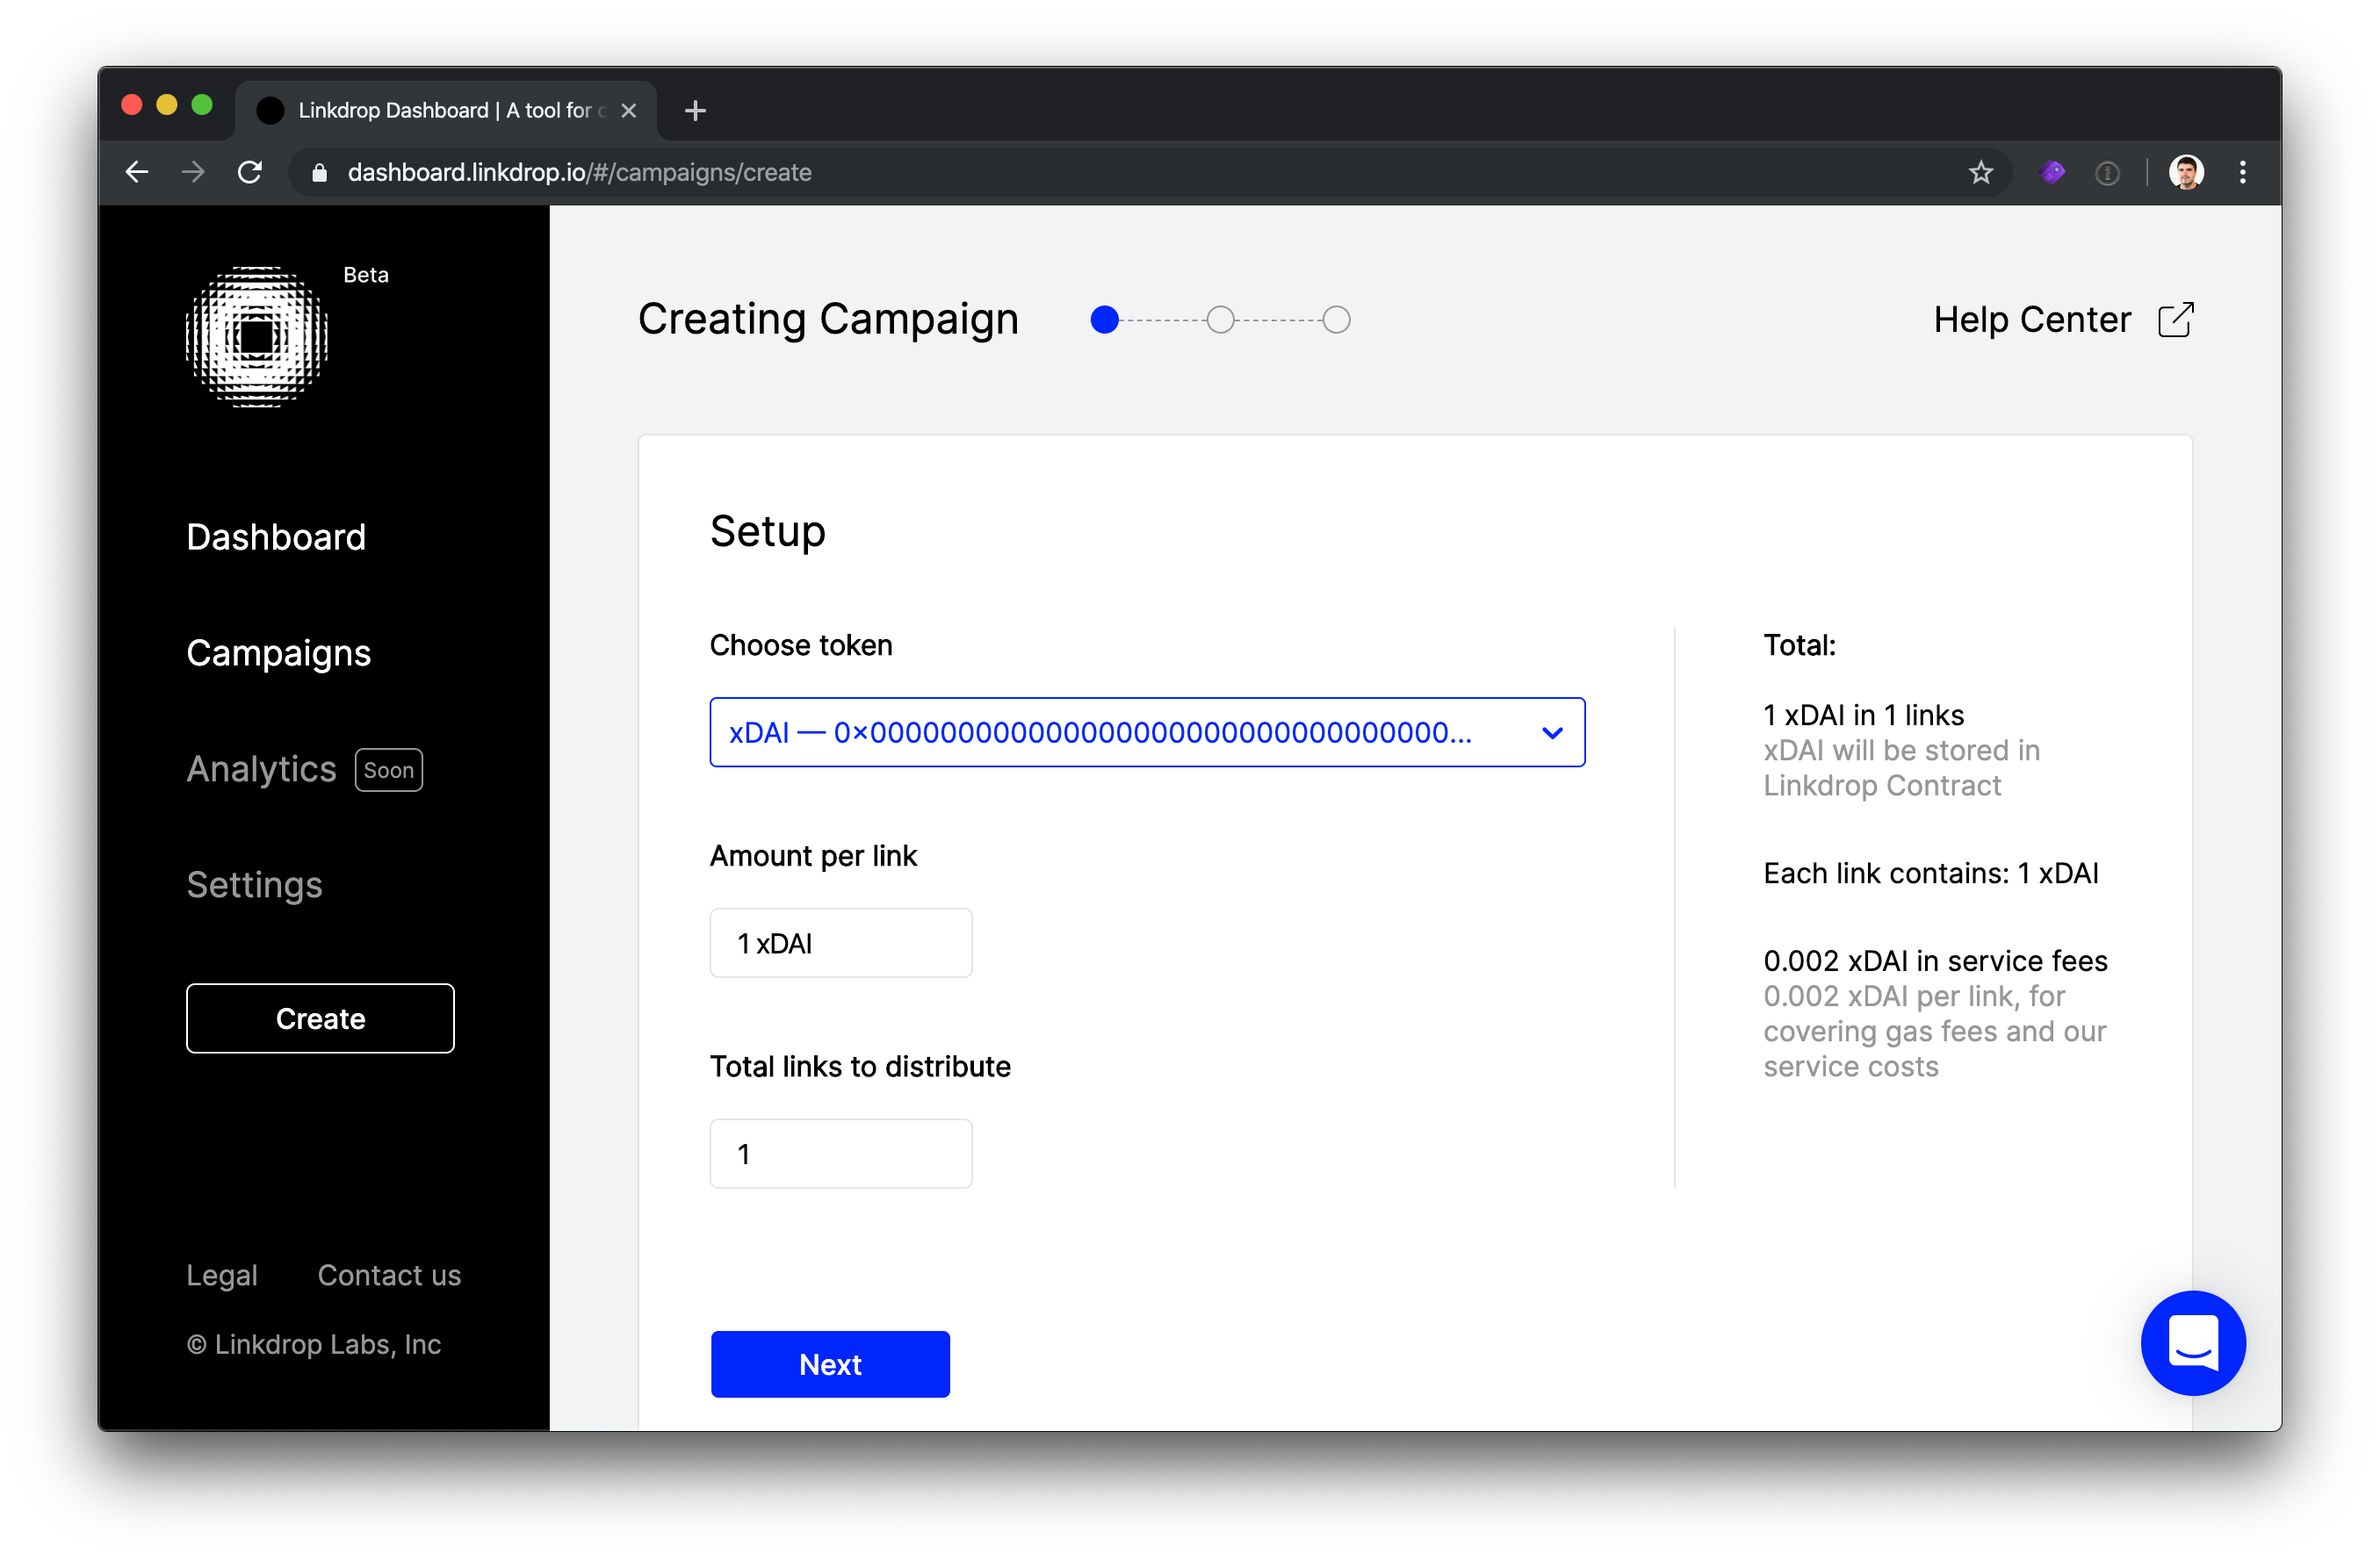 Linkdrop Dashboard | A tool for
dashboard.linkdrop.io/#/campaigns/create
Beta
Dashboard
Campaigns
Analytics Soon
Settings
Create
Legal Contact us
© Linkdrop Labs, Inc
Creating Campaign
Help Center
Setup
Choose token
xDAI — 0×000000000000000000000000000000000...
Amount per link
1 xDAI
Total links to distribute
1
Next
Total:
1 xDAI in 1 links
xDAI will be stored in
Linkdrop Contract
Each link contains: 1 xDAI
0.002 xDAI in service fees
0.002 xDAI per link, for
covering gas fees and our
service costs